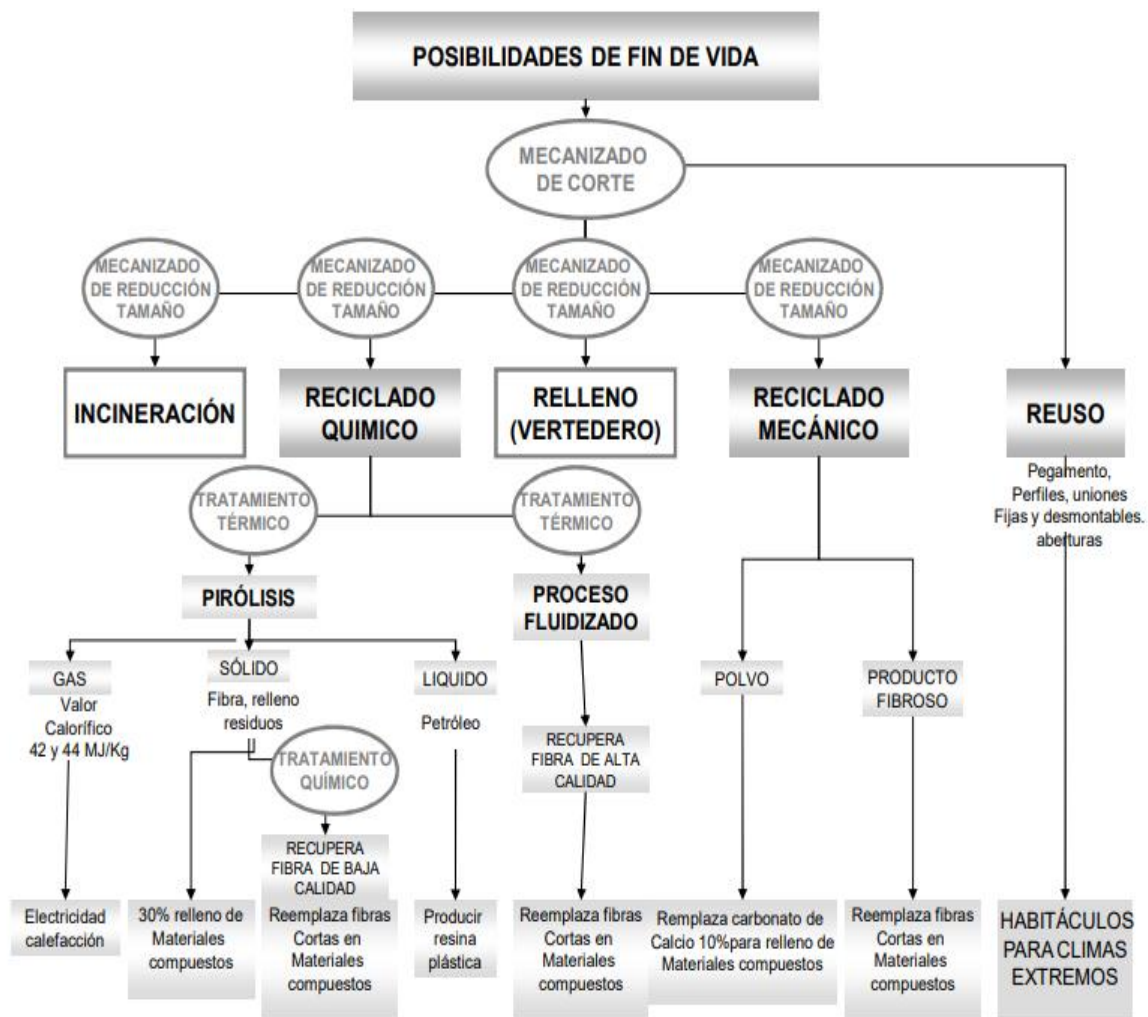 POSIBILIDADES DE FIN DE VIDA
MECANIZADO
DE CORTE
MECANIZADO
DE REDUCCIÓN
TAMAÑO
MECANIZADO
DE REDUCCIÓN
TAMAÑO
MECANIZADO
DE REDUCCIÓN
TAMAÑO
MECANIZADO
DE REDUCCIÓN
TAMAÑO
INCINERACIÓN
RECICLADO
QUIMICO
RELLENO
(VERTEDERO)
RECICLADO
MECÁNICO
REUSO
Pegamento,
Perfiles, uniones
Fijas y desmontables.
aberturas
TRATAMIENTO
TÉRMICO
TRATAMIENTO
TÉRMICO
PIRÓLISIS
PROCESO
FLUIDIZADO
GAS
Valor
Calorífico
42 y 44 MJ/Kg
SÓLIDO
Fibra, relleno
residuos
LIQUIDO
Petróleo
POLVO
PRODUCTO
FIBROSO
TRATAMIENTO
QUÍMICO
RECUPERA
FIBRA DE ALTA
CALIDAD
RECUPERA
FIBRA DE BAJA
CALIDAD
Electricidad
calefacción
30% relleno de
Materiales
compuestos
Reemplaza fibras
Cortas en
Materiales
compuestos
Producir
resina
plástica
Reemplaza fibras
Cortas en
Materiales
compuestos
Remplaza carbonato de
Calcio 10%para relleno de
Materiales compuestos
Reemplaza fibras
Cortas en
Materiales
compuestos
HABITÁCULOS
PARA CLIMAS
EXTREMOS